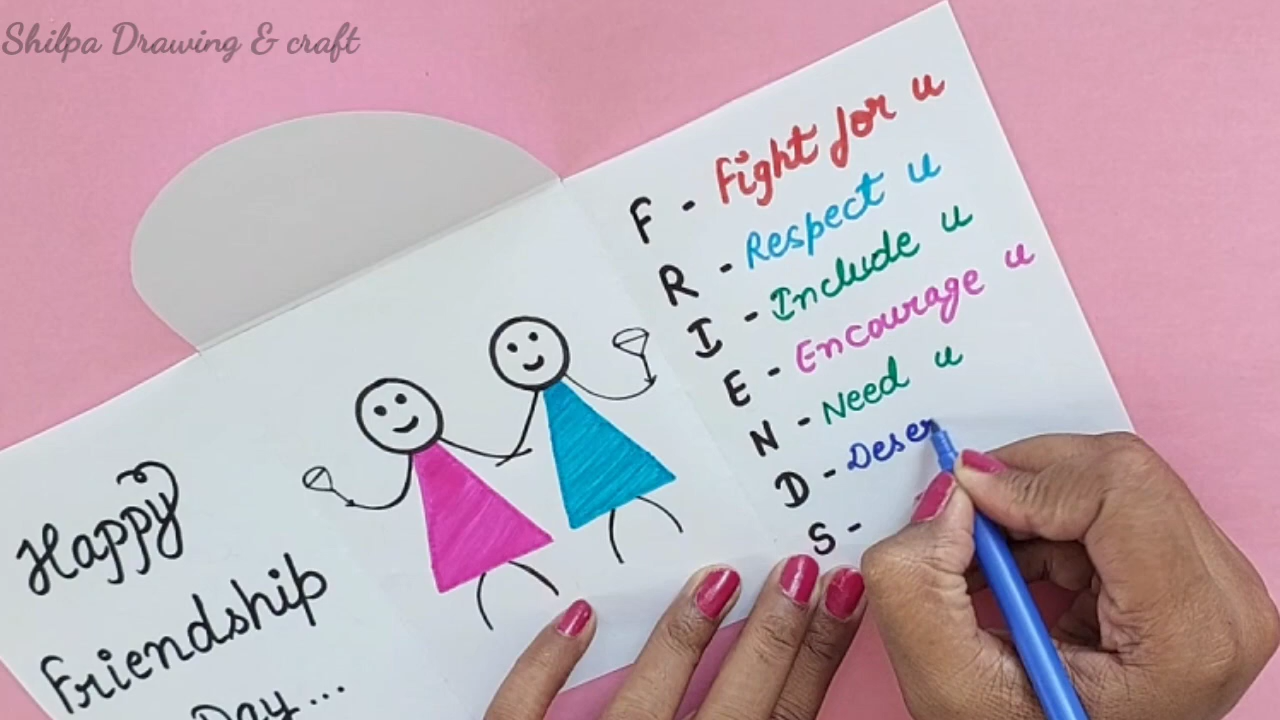 Shilpa Drawing & craft
Happy
Friendship
Day...
F - Fight for u
R - Respect u
I - Include u
E - Encourage u
N - Need u
D - Deser
S -